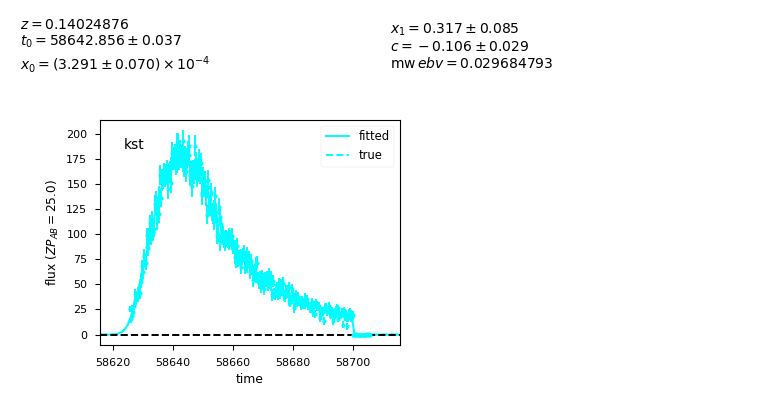 z = 0.14024876
t₀ = 58642.856 ± 0.037
x₀ = (3.291 ± 0.070) × 10⁻⁴
x₁ = 0.317 ± 0.085
c = −0.106 ± 0.029
mw ebv = 0.029684793
kst
fitted
true
flux (ZP_AB = 25.0)
200
175
150
125
100
75
50
25
0
58620 58640 58660 58680 58700
time